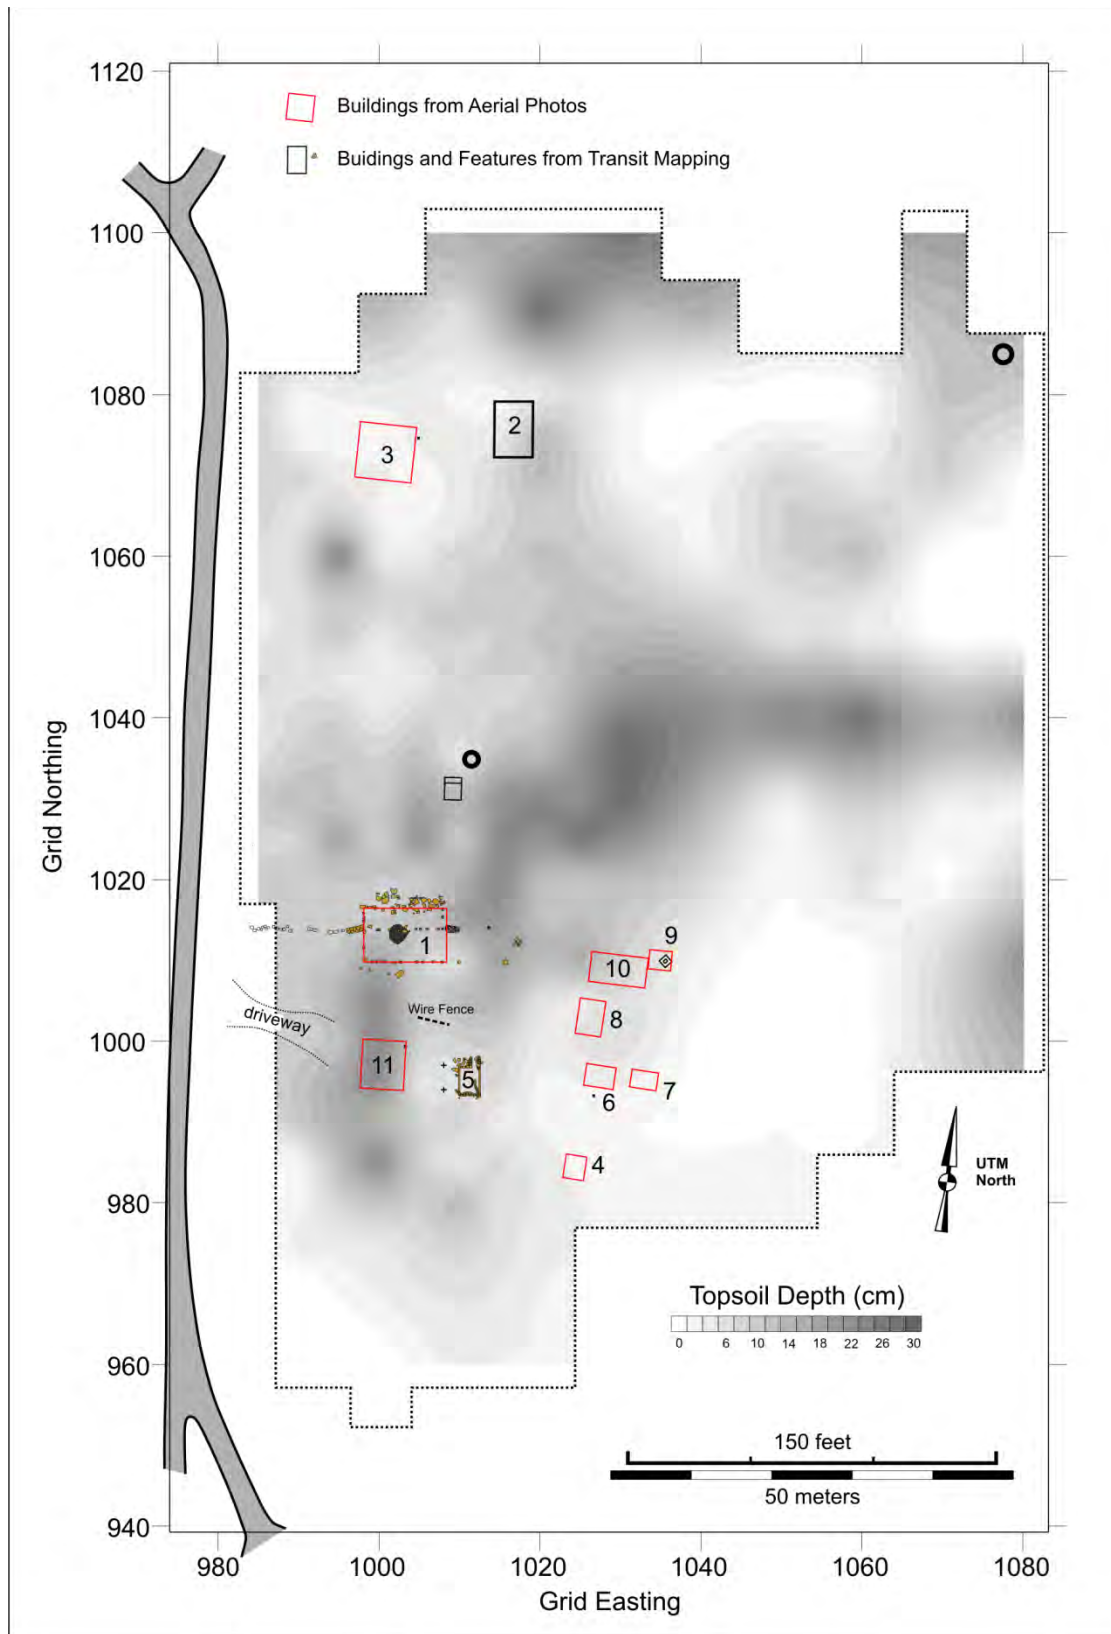 1120
Buildings from Aerial Photos
Buidings and Features from Transit Mapping
1100
1080
2
3
1060
Grid Northing
1040
1020
9
1
10
driveway
Wire Fence
8
1000
11
5
6
7
4
UTM
North
980
Topsoil Depth (cm)
0 6 10 14 18 22 26 30
960
150 feet
50 meters
940
980 1000 1020 1040 1060 1080
Grid Easting